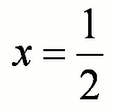 x = 1/2